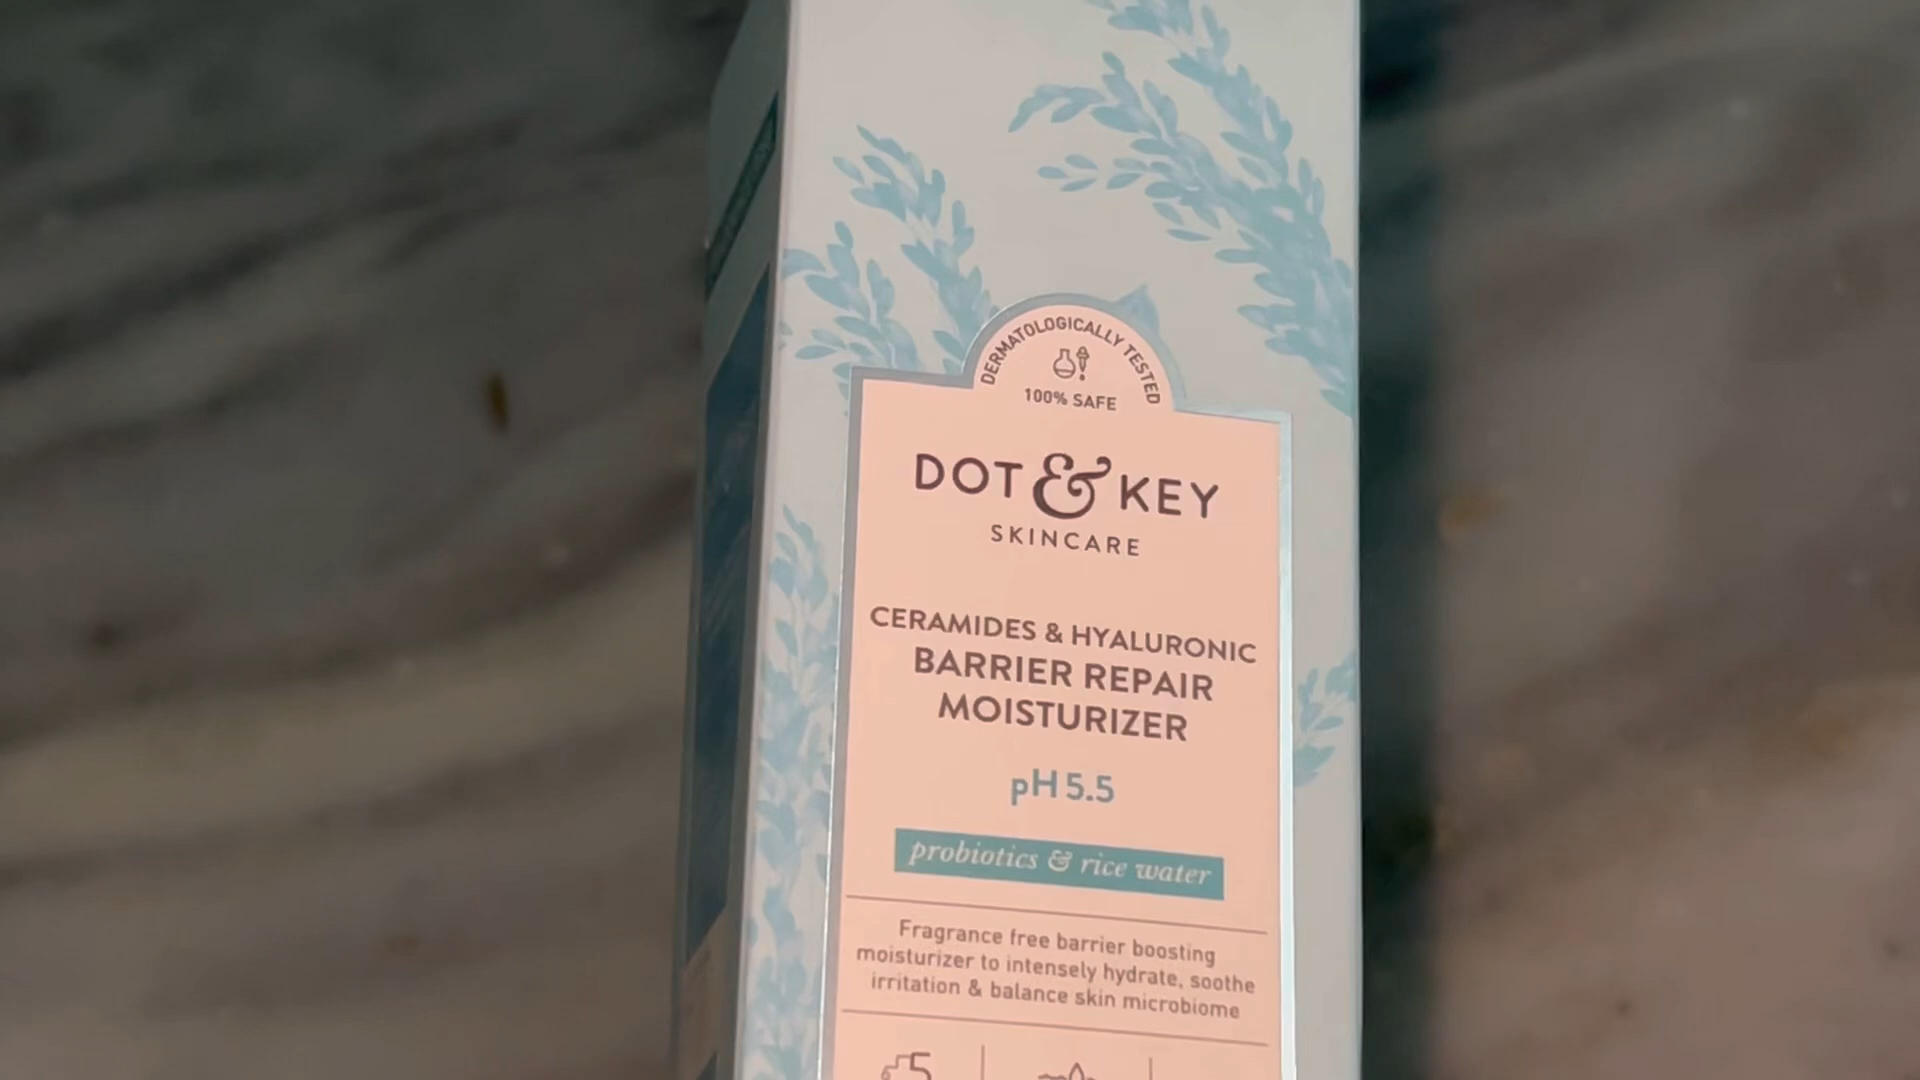 DERMATOLOGICALLY TESTED
100% SAFE
DOT & KEY
SKINCARE
CERAMIDES & HYALURONIC
BARRIER REPAIR
MOISTURIZER
pH 5.5
probiotics & rice water
Fragrance free barrier boosting
moisturizer to intensely hydrate, soothe
irritation & balance skin microbiome
5